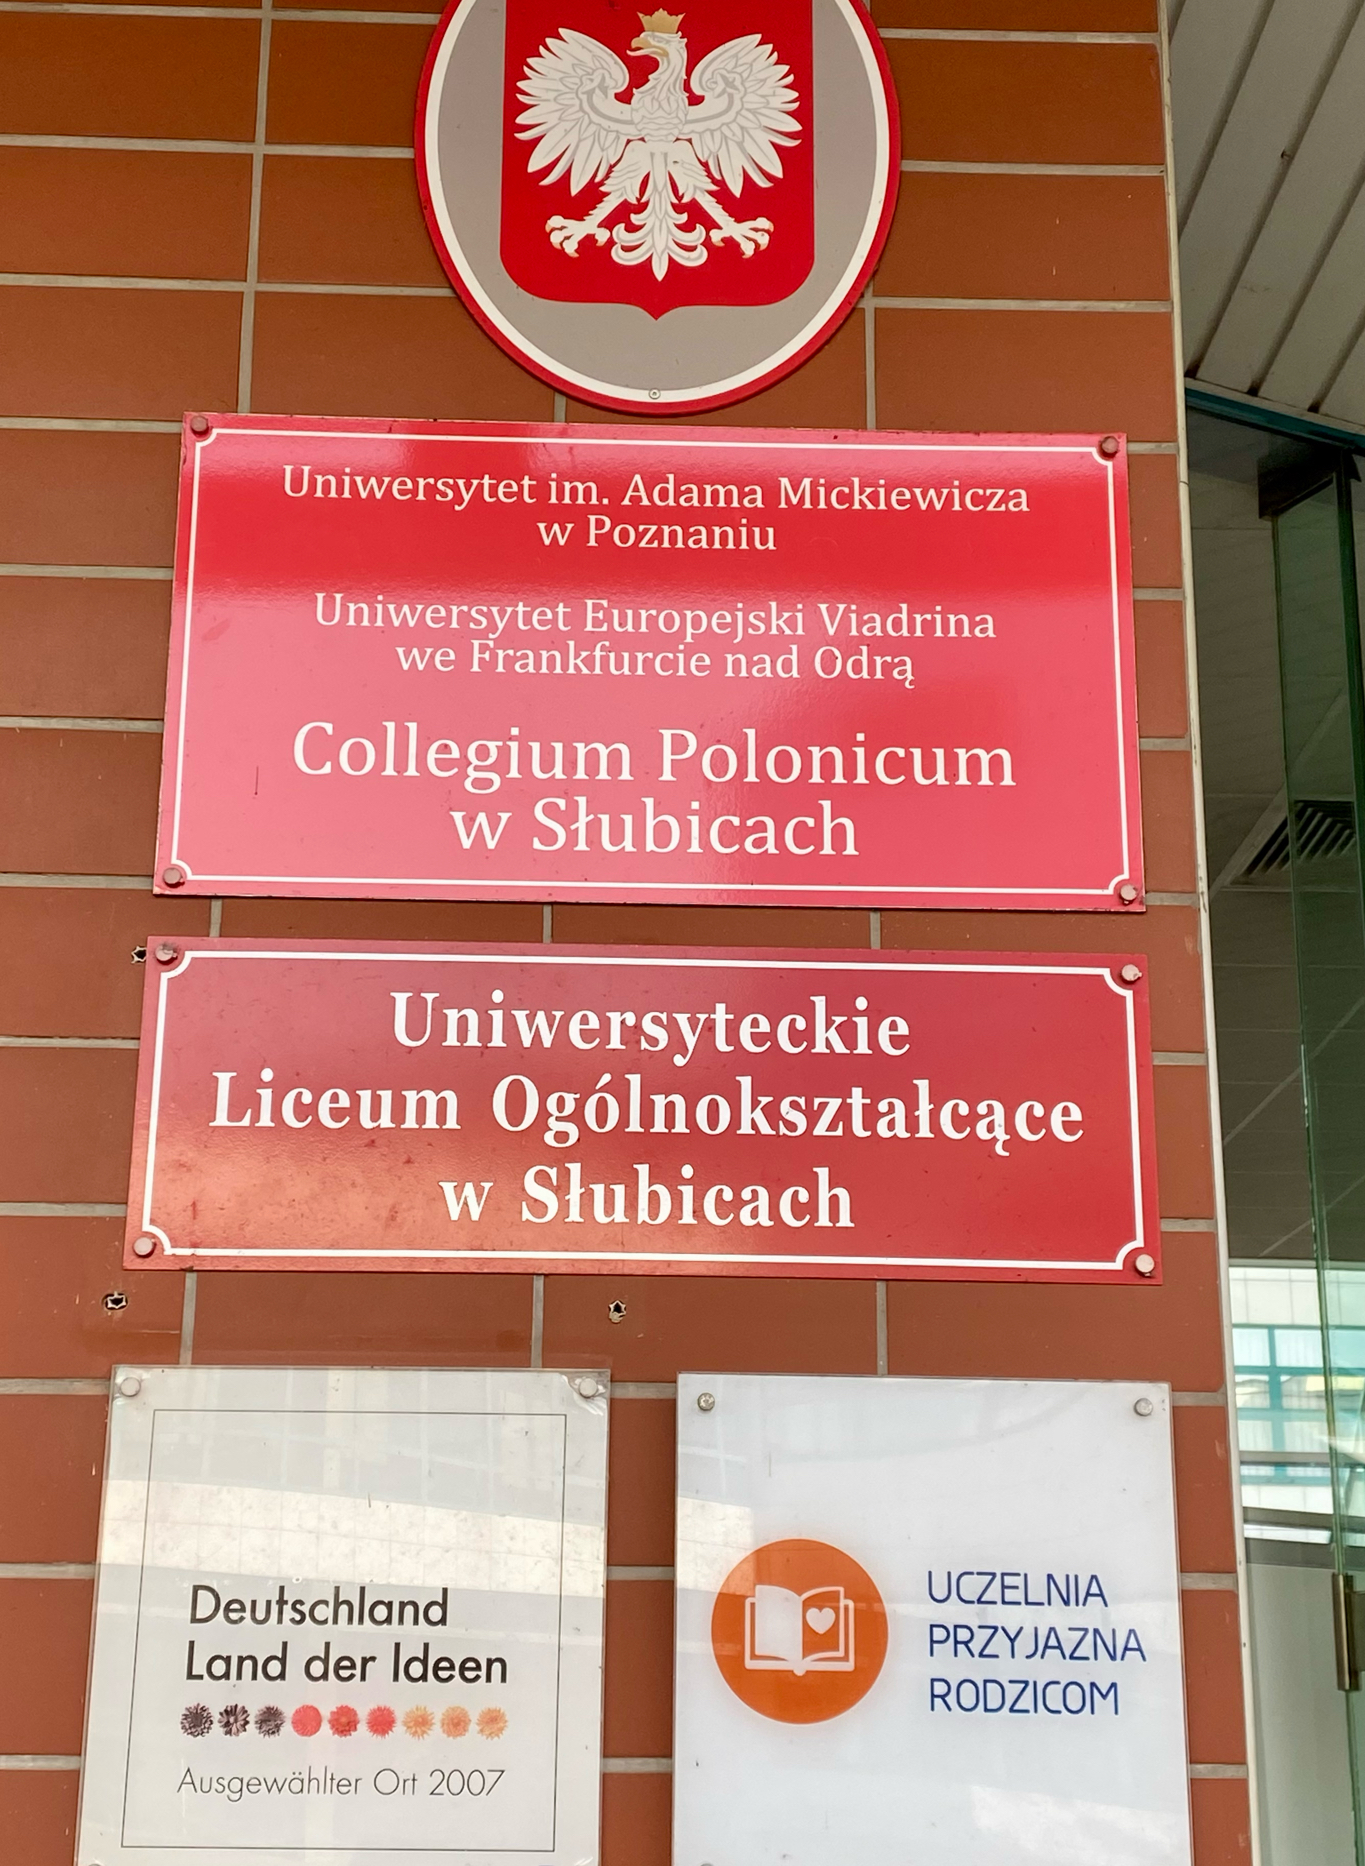 Uniwersytet im. Adama Mickiewicza
w Poznaniu
Uniwersytet Europejski Viadrina
we Frankfurcie nad Odrą
Collegium Polonicum
w Słubicach
Uniwersyteckie
Liceum Ogólnokształcące
w Słubicach
Deutschland
Land der Ideen
Ausgewählter Ort 2007
UCZELNIA
PRZYJAZNA
RODZICOM